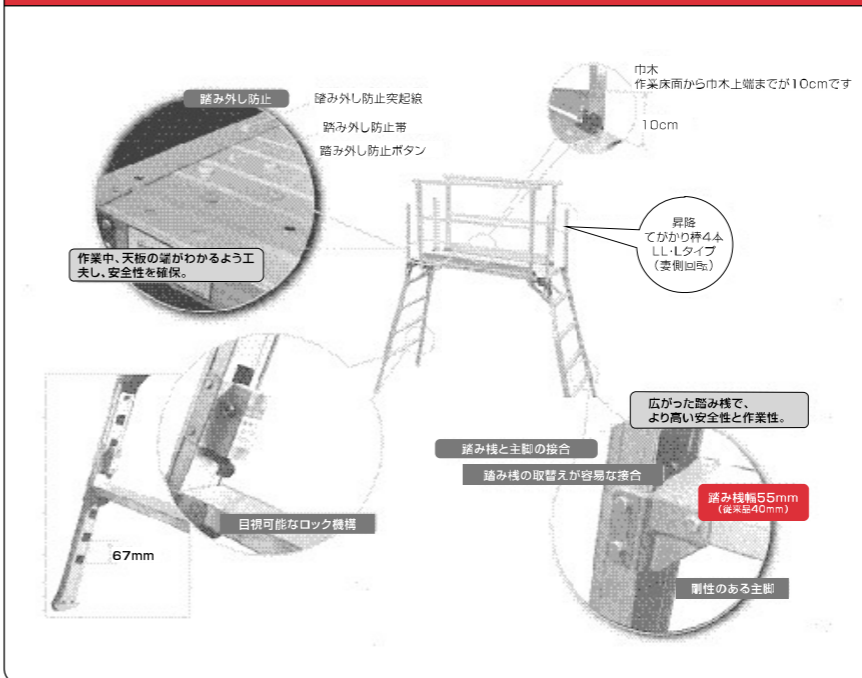 巾木
作業床面から巾木上端までが10cmです
10cm
踏み外し防止
踏み外し防止突起線
踏み外し防止帯
踏み外し防止ボタン
作業中、天板の端がわかるよう工
夫し、安全性を確保。
昇降
てがかり棒4本
LL・Lタイプ
（妻側回転）
67mm
目視可能なロック機構
広がった踏み桟で、
より高い安全性と作業性。
踏み桟と主脚の接合
踏み桟の取替えが容易な接合
踏み桟幅55mm
（従来品40mm）
剛性のある主脚